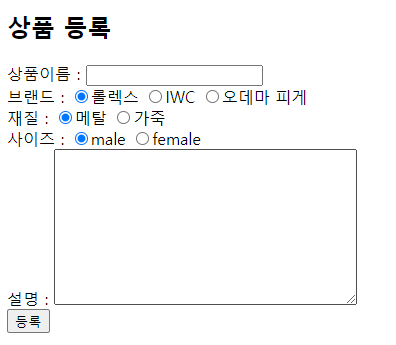 상품 등록
상품이름 :
브랜드 : 롤렉스 IWC 오데마 피게
재질 : 메탈 가죽
사이즈 : male female
설명 :
등록